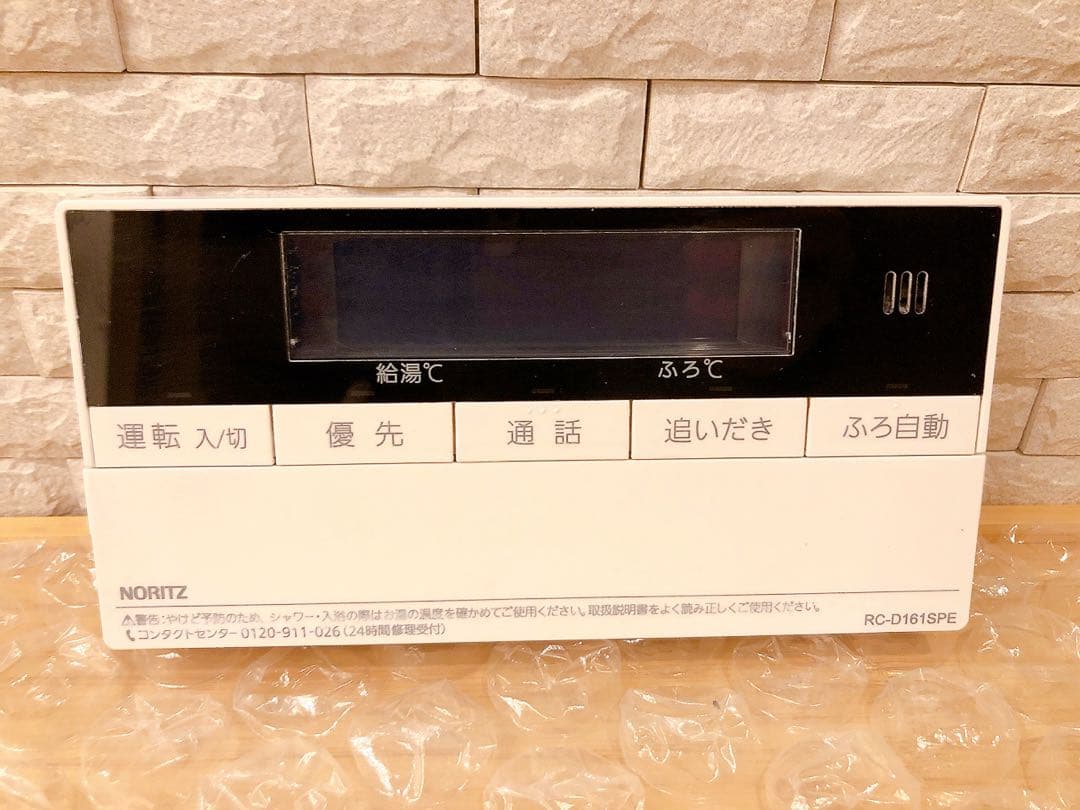 給湯℃ ふろ℃
運転 入/切 優先 通話 追いだき ふろ自動
NORITZ
⚠警告:やけど予防のため、シャワー・入浴の際はお湯の温度を確かめてご使用ください。取扱説明書をよく読み正しくご使用ください。
コンタクトセンター 0120-911-026(24時間修理受付)
RC-D161SPE